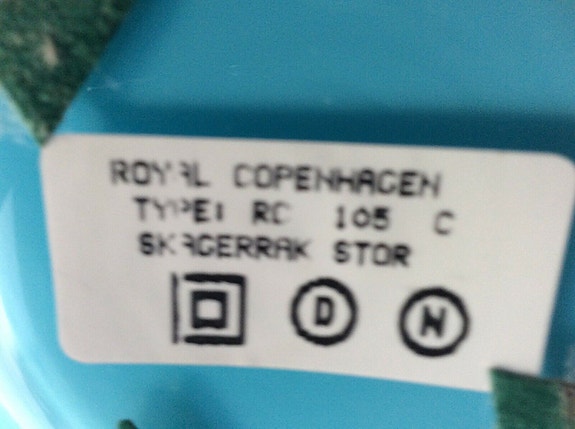 ROYAL COPENHAGEN
TYPE: RC 105 C
SKAGERRAK STOR
D N